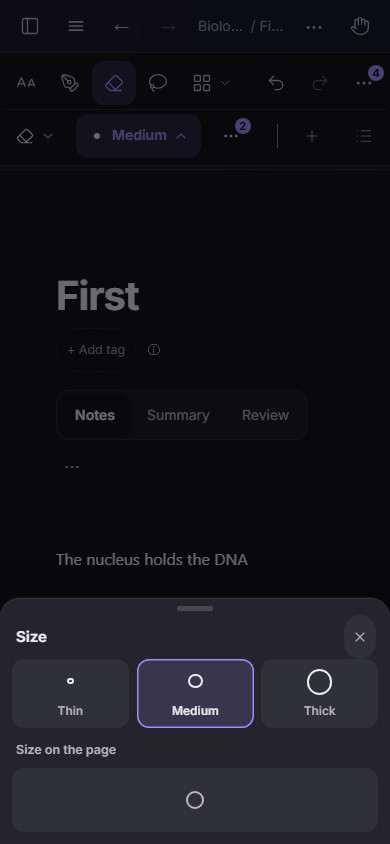 Biolo... / Fi...
AA
4
Medium
2
First
+ Add tag
Notes Summary Review
The nucleus holds the DNA
Size
Thin Medium Thick
Size on the page